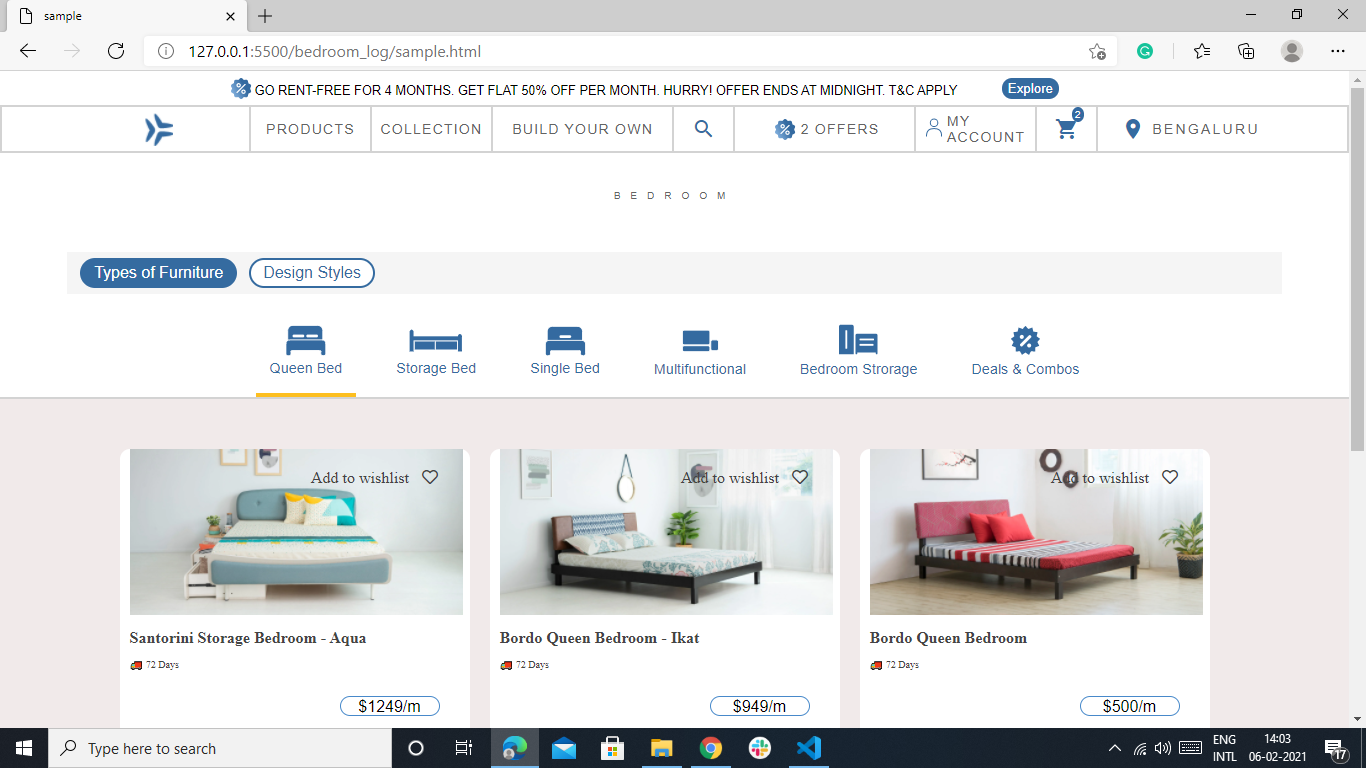 sample
127.0.0.1:5500/bedroom_log/sample.html
GO RENT-FREE FOR 4 MONTHS. GET FLAT 50% OFF PER MONTH. HURRY! OFFER ENDS AT MIDNIGHT. T&C APPLY Explore
PRODUCTS COLLECTION BUILD YOUR OWN 2 OFFERS MY ACCOUNT 2 BENGALURU
BEDROOM
Types of Furniture Design Styles
Queen Bed Storage Bed Single Bed Multifunctional Bedroom Strorage Deals & Combos
Add to wishlist Add to wishlist Add to wishlist
Santorini Storage Bedroom - Aqua Bordo Queen Bedroom - Ikat Bordo Queen Bedroom
72 Days 72 Days 72 Days
$1249/m $949/m $500/m
Type here to search
ENG 14:03
INTL 06-02-2021 17